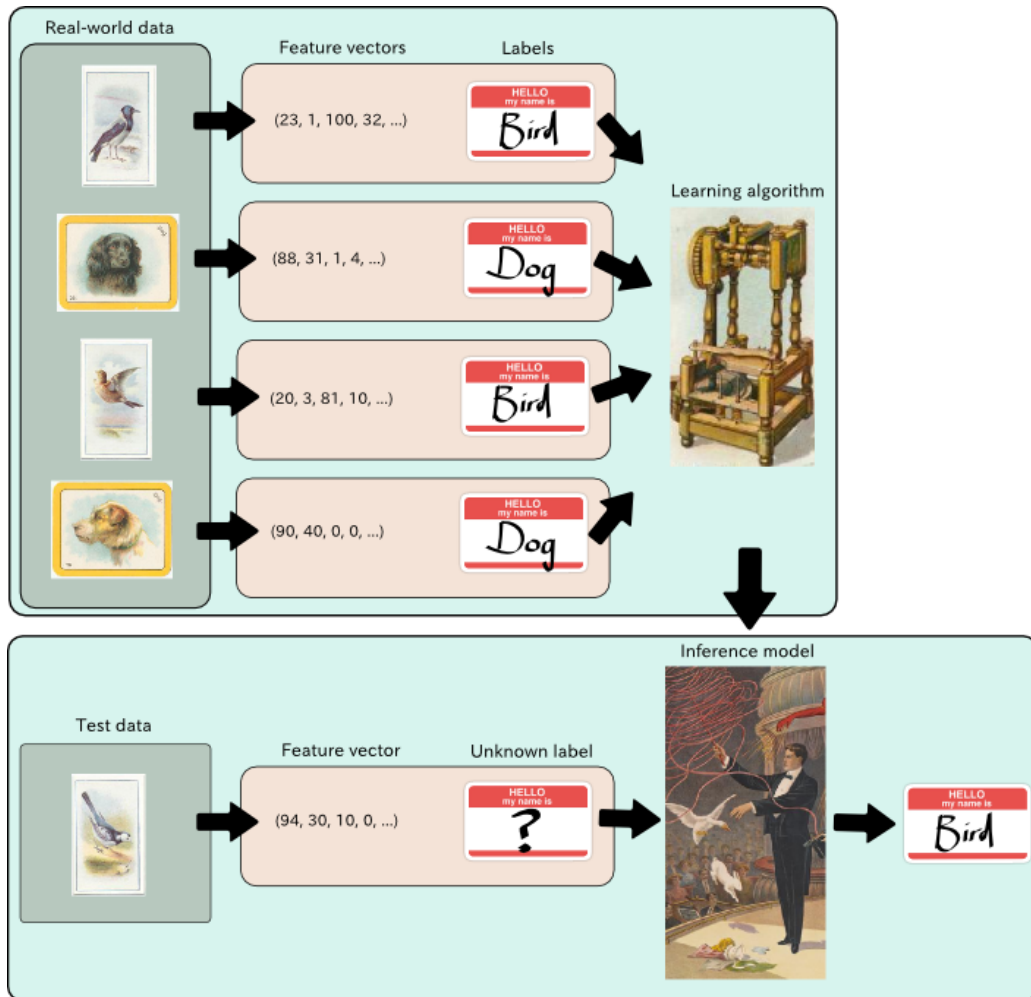 Real-world data
Feature vectors
Labels
(23, 1, 100, 32, ...)
HELLO
my name is
Bird
Learning algorithm
(88, 31, 1, 4, ...)
HELLO
my name is
Dog
(20, 3, 81, 10, ...)
HELLO
my name is
Bird
(90, 40, 0, 0, ...)
HELLO
my name is
Dog
Inference model
Test data
Feature vector
Unknown label
(94, 30, 10, 0, ...)
HELLO
my name is
?
HELLO
my name is
Bird